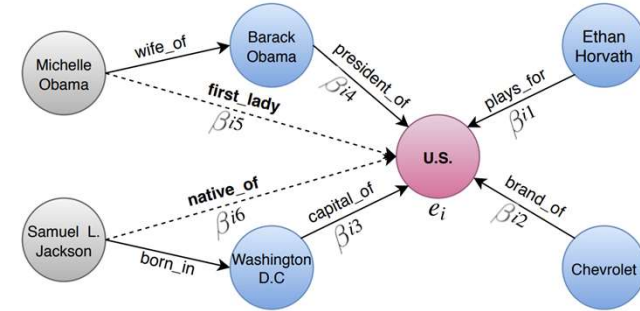 Michelle
Obama
wife_of
Barack
Obama
president_of
βi4
first_lady
βi5
Ethan
Horvath
plays_for
βi1
U.S.
ei
Samuel L.
Jackson
native_of
βi6
born_in
Washington
D.C
capital_of
βi3
brand_of
βi2
Chevrolet